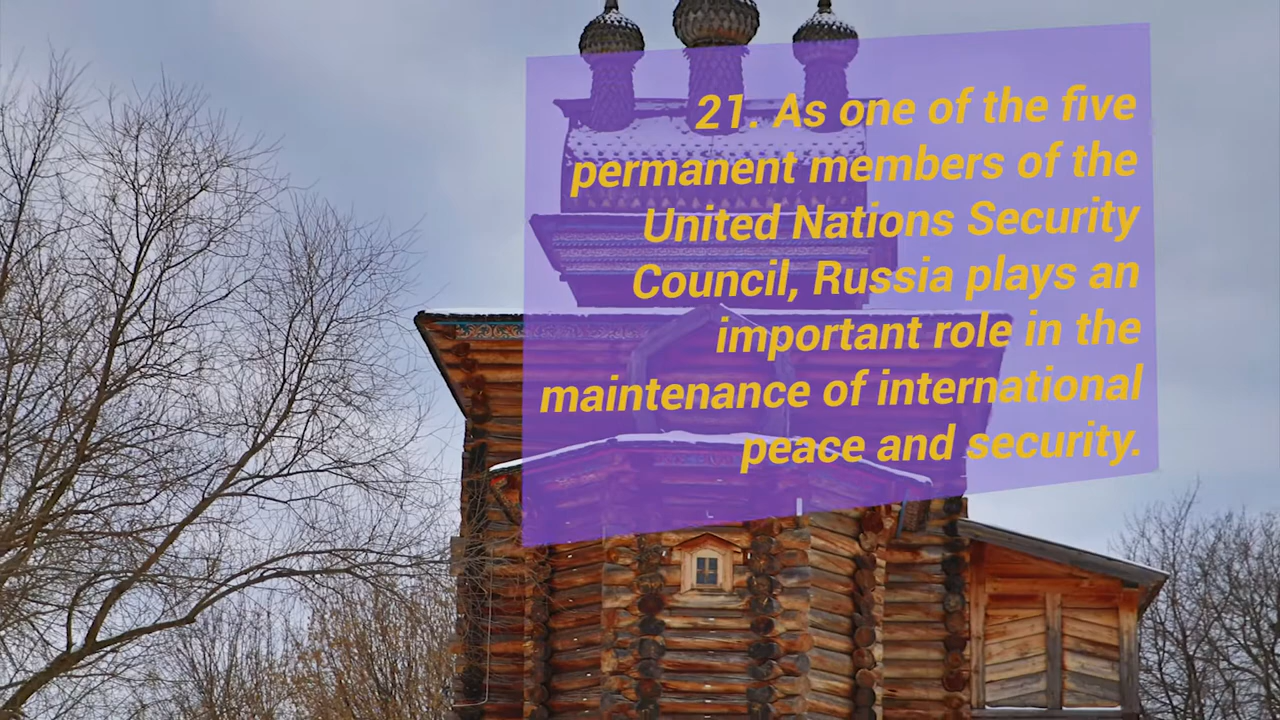 21. As one of the five
permanent members of the
United Nations Security
Council, Russia plays an
important role in the
maintenance of international
peace and security.